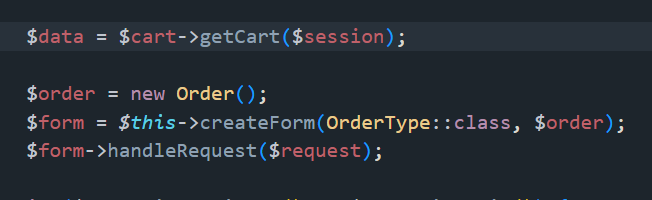 $data = $cart->getCart($session);
$order = new Order();
$form = $this->createForm(OrderType::class, $order);
$form->handleRequest($request);